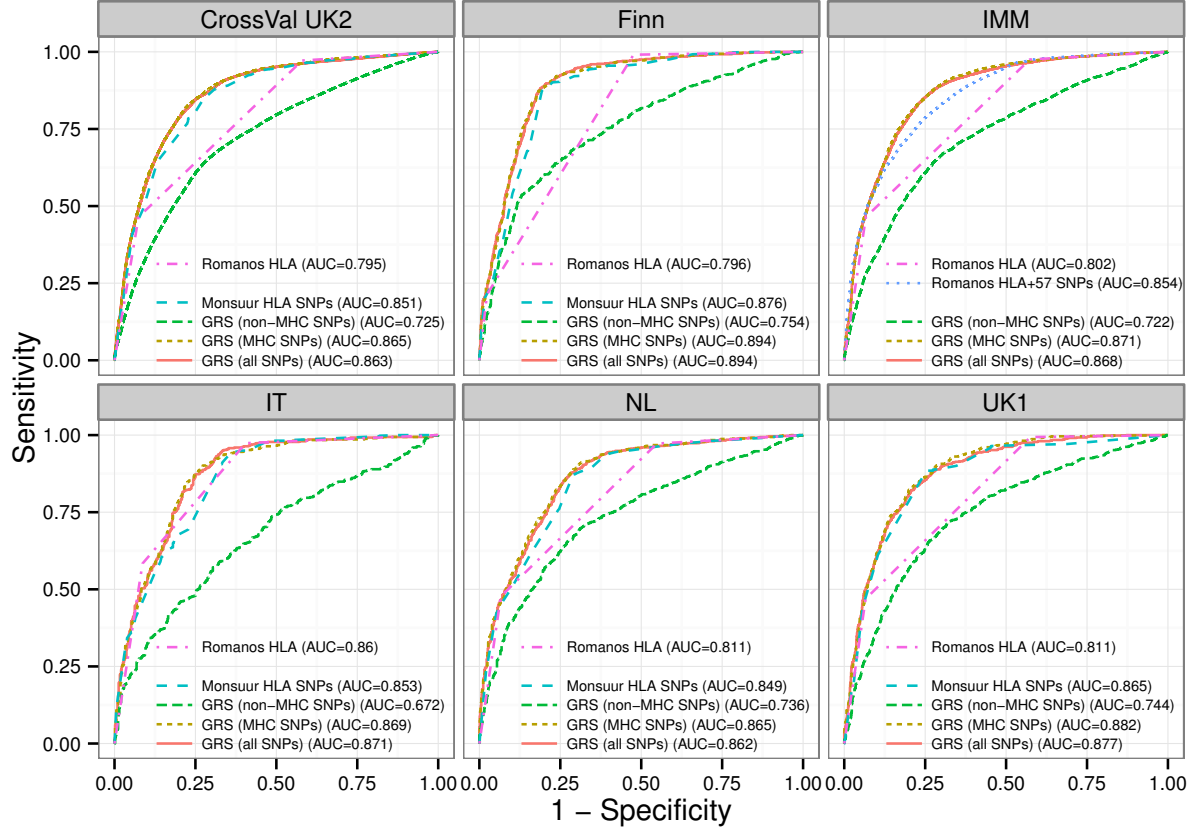 CrossVal UK2
Finn
IMM
1.00
0.75
0.50
0.25
0.00
Romanos HLA (AUC=0.795)
Monsuur HLA SNPs (AUC=0.851)
GRS (non-MHC SNPs) (AUC=0.725)
GRS (MHC SNPs) (AUC=0.865)
GRS (all SNPs) (AUC=0.863)
Romanos HLA (AUC=0.796)
Monsuur HLA SNPs (AUC=0.876)
GRS (non-MHC SNPs) (AUC=0.754)
GRS (MHC SNPs) (AUC=0.894)
GRS (all SNPs) (AUC=0.894)
Romanos HLA (AUC=0.802)
Romanos HLA+57 SNPs (AUC=0.854)
GRS (non-MHC SNPs) (AUC=0.722)
GRS (MHC SNPs) (AUC=0.871)
GRS (all SNPs) (AUC=0.868)
Sensitivity
IT
NL
UK1
1.00
0.75
0.50
0.25
0.00
Romanos HLA (AUC=0.86)
Monsuur HLA SNPs (AUC=0.853)
GRS (non-MHC SNPs) (AUC=0.672)
GRS (MHC SNPs) (AUC=0.869)
GRS (all SNPs) (AUC=0.871)
Romanos HLA (AUC=0.811)
Monsuur HLA SNPs (AUC=0.849)
GRS (non-MHC SNPs) (AUC=0.736)
GRS (MHC SNPs) (AUC=0.865)
GRS (all SNPs) (AUC=0.862)
Romanos HLA (AUC=0.811)
Monsuur HLA SNPs (AUC=0.865)
GRS (non-MHC SNPs) (AUC=0.744)
GRS (MHC SNPs) (AUC=0.882)
GRS (all SNPs) (AUC=0.877)
0.00 0.25 0.50 0.75 1.00
0.00 0.25 0.50 0.75 1.00
0.00 0.25 0.50 0.75 1.00
1 − Specificity